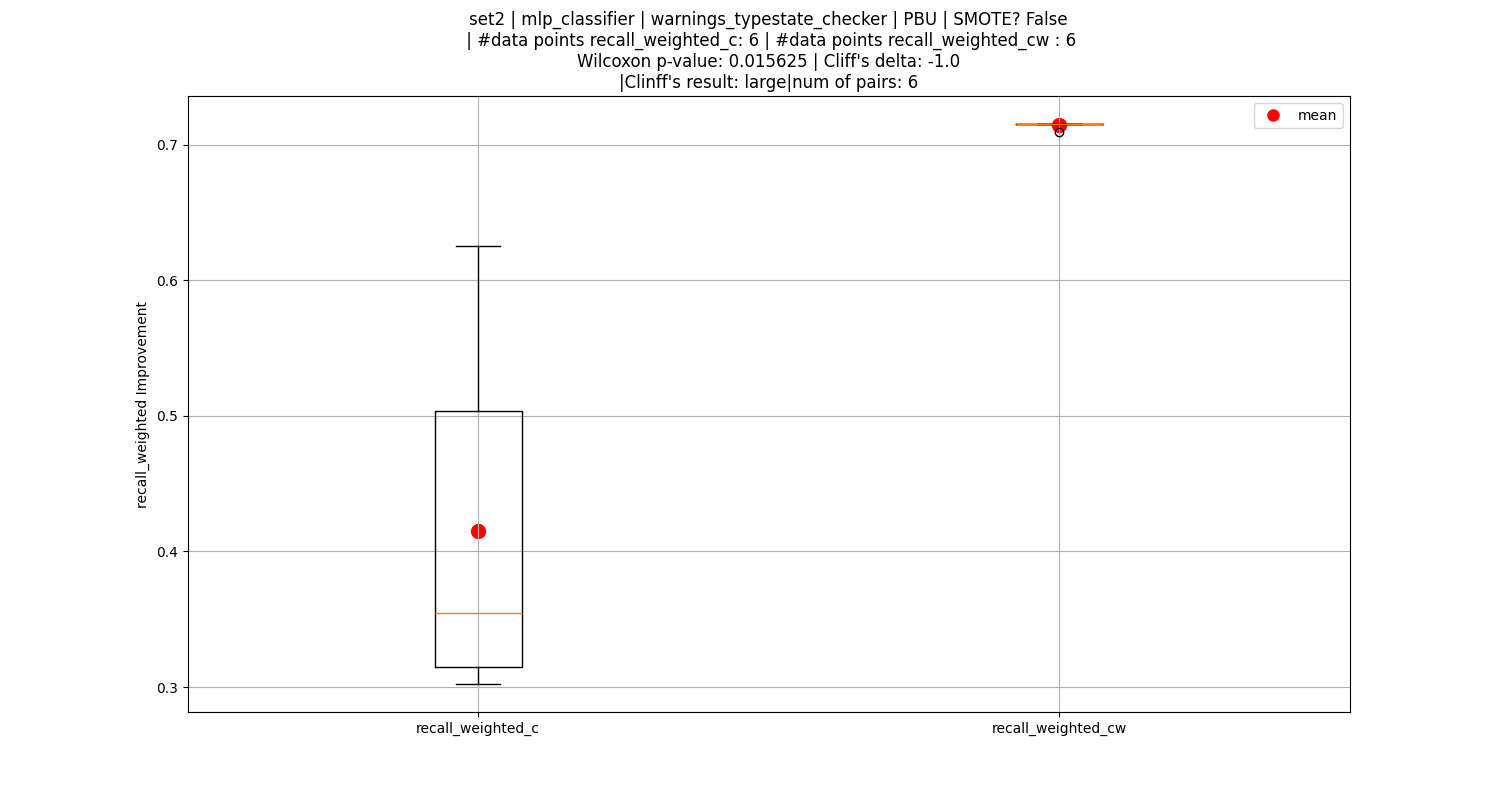 set2 | mlp_classifier | warnings_typestate_checker | PBU | SMOTE? False
| #data points recall_weighted_c: 6 | #data points recall_weighted_cw : 6
Wilcoxon p-value: 0.015625 | Cliff's delta: -1.0
|Clinff's result: large|num of pairs: 6
mean
0.7
0.6
0.5
0.4
0.3
recall_weighted Improvement
recall_weighted_c
recall_weighted_cw